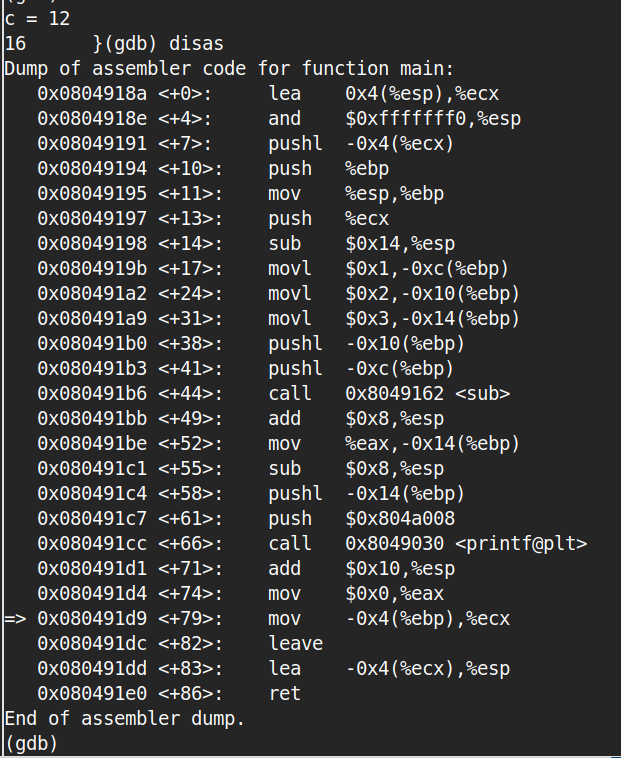 c = 12
16      }(gdb) disas
Dump of assembler code for function main:
   0x0804918a <+0>:     lea    0x4(%esp),%ecx
   0x0804918e <+4>:     and    $0xfffffff0,%esp
   0x08049191 <+7>:     pushl  -0x4(%ecx)
   0x08049194 <+10>:    push   %ebp
   0x08049195 <+11>:    mov    %esp,%ebp
   0x08049197 <+13>:    push   %ecx
   0x08049198 <+14>:    sub    $0x14,%esp
   0x0804919b <+17>:    movl   $0x1,-0xc(%ebp)
   0x080491a2 <+24>:    movl   $0x2,-0x10(%ebp)
   0x080491a9 <+31>:    movl   $0x3,-0x14(%ebp)
   0x080491b0 <+38>:    pushl  -0x10(%ebp)
   0x080491b3 <+41>:    pushl  -0xc(%ebp)
   0x080491b6 <+44>:    call   0x8049162 <sub>
   0x080491bb <+49>:    add    $0x8,%esp
   0x080491be <+52>:    mov    %eax,-0x14(%ebp)
   0x080491c1 <+55>:    sub    $0x8,%esp
   0x080491c4 <+58>:    pushl  -0x14(%ebp)
   0x080491c7 <+61>:    push   $0x804a008
   0x080491cc <+66>:    call   0x8049030 <printf@plt>
   0x080491d1 <+71>:    add    $0x10,%esp
   0x080491d4 <+74>:    mov    $0x0,%eax
=> 0x080491d9 <+79>:    mov    -0x4(%ebp),%ecx
   0x080491dc <+82>:    leave
   0x080491dd <+83>:    lea    -0x4(%ecx),%esp
   0x080491e0 <+86>:    ret
End of assembler dump.
(gdb)